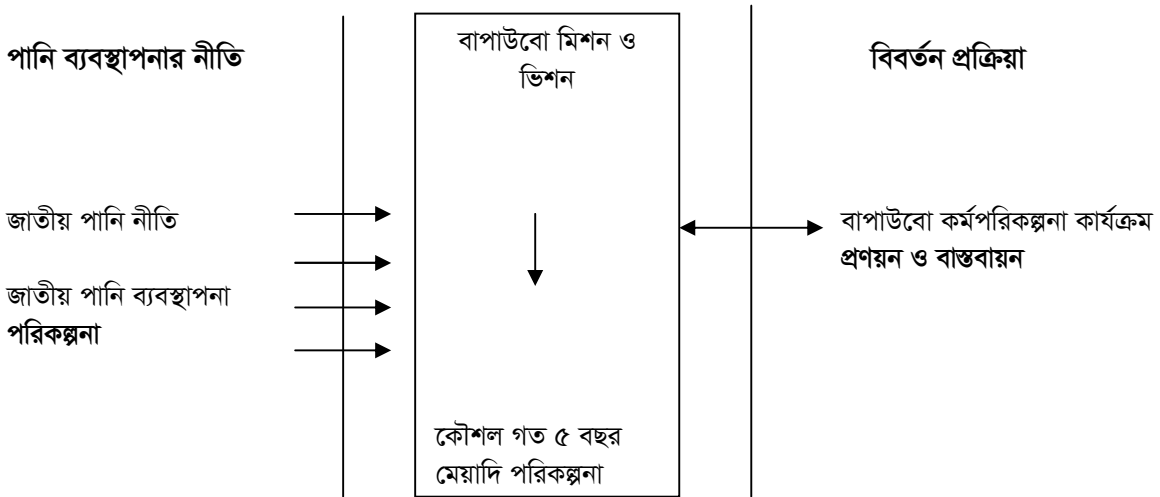 পানি ব্যবস্থাপনার নীতি
জাতীয় পানি নীতি
জাতীয় পানি ব্যবস্থাপনা
পরিকল্পনা
বাপাউবো মিশন ও
ভিশন
কৌশল গত ৫ বছর
মেয়াদি পরিকল্পনা
বিবর্তন প্রক্রিয়া
বাপাউবো কর্মপরিকল্পনা কার্যক্রম
প্রণয়ন ও বাস্তবায়ন